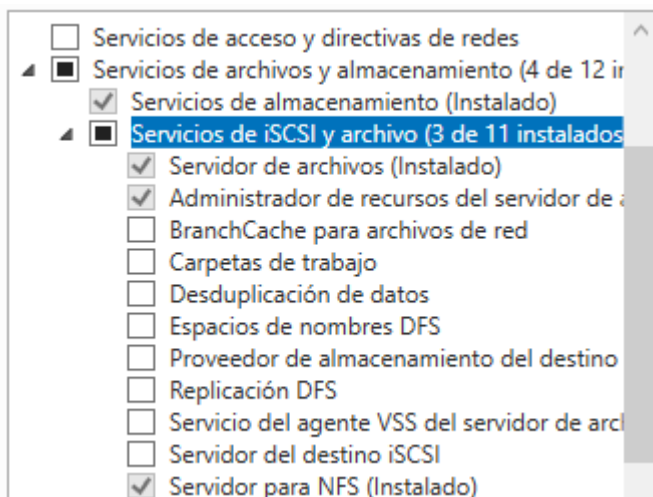 Servicios de acceso y directivas de redes
Servicios de archivos y almacenamiento (4 de 12 in
Servicios de almacenamiento (Instalado)
Servicios de iSCSI y archivo (3 de 11 instalados
Servidor de archivos (Instalado)
Administrador de recursos del servidor de a
BranchCache para archivos de red
Carpetas de trabajo
Desduplicación de datos
Espacios de nombres DFS
Proveedor de almacenamiento del destino
Replicación DFS
Servicio del agente VSS del servidor de arch
Servidor del destino iSCSI
Servidor para NFS (Instalado)